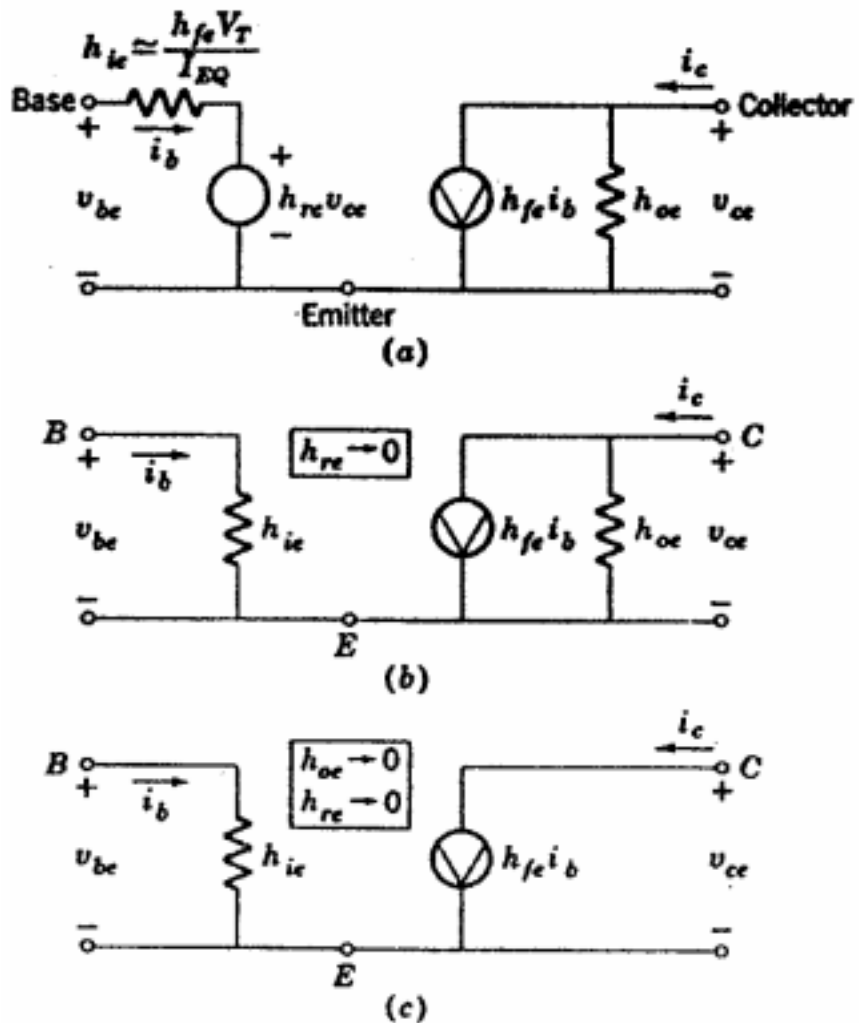 h_ie ≃ h_fe V_T / I_EQ
i_c
Base
+
i_b
+
Collector
+
v_be
h_re v_ce
h_fe i_b
h_oe
v_ce
−
−
−
Emitter
(a)
i_c
B
h_re → 0
C
+
i_b
+
v_be
h_ie
h_fe i_b
h_oe
v_ce
−
−
E
(b)
i_c
B
h_oe → 0
C
+
i_b
h_re → 0
+
v_be
h_ie
h_fe i_b
v_ce
−
−
E
(c)